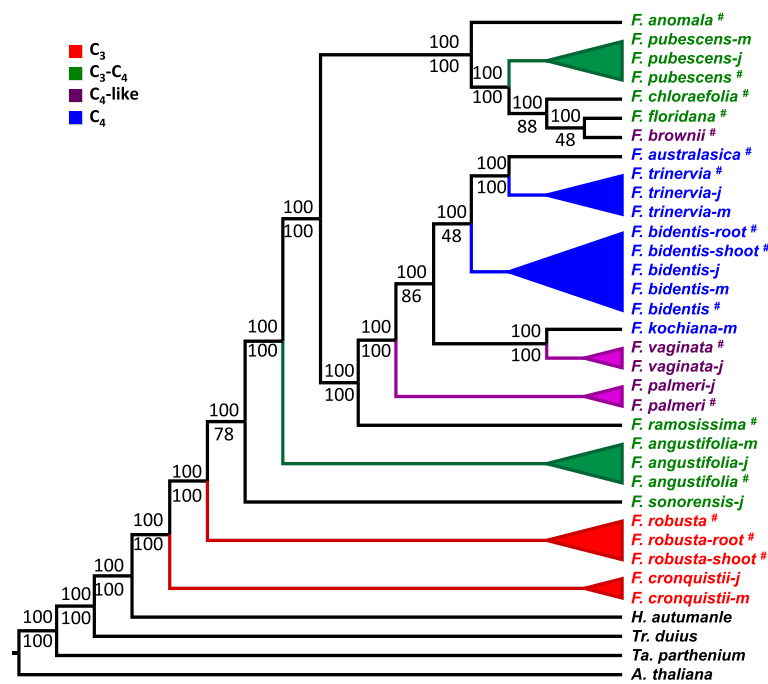 C3
C3-C4
C4-like
C4
F. anomala #
F. pubescens-m
F. pubescens-j
F. pubescens #
F. chloraefolia #
F. floridana #
F. brownii #
F. australasica #
F. trinervia #
F. trinervia-j
F. trinervia-m
F. bidentis-root #
F. bidentis-shoot #
F. bidentis-j
F. bidentis-m
F. bidentis #
F. kochiana-m
F. vaginata #
F. vaginata-j
F. palmeri-j
F. palmeri #
F. ramosissima #
F. angustifolia-m
F. angustifolia-j
F. angustifolia #
F. sonorensis-j
F. robusta #
F. robusta-root #
F. robusta-shoot #
F. cronquistii-j
F. cronquistii-m
H. autumanle
Tr. duius
Ta. parthenium
A. thaliana
100
100
100
100
100
88
100
48
100
100
100
48
100
86
100
100
100
100
100
100
100
100
100
100
100
78
100
100
100
100
100
100
100
100
100
100